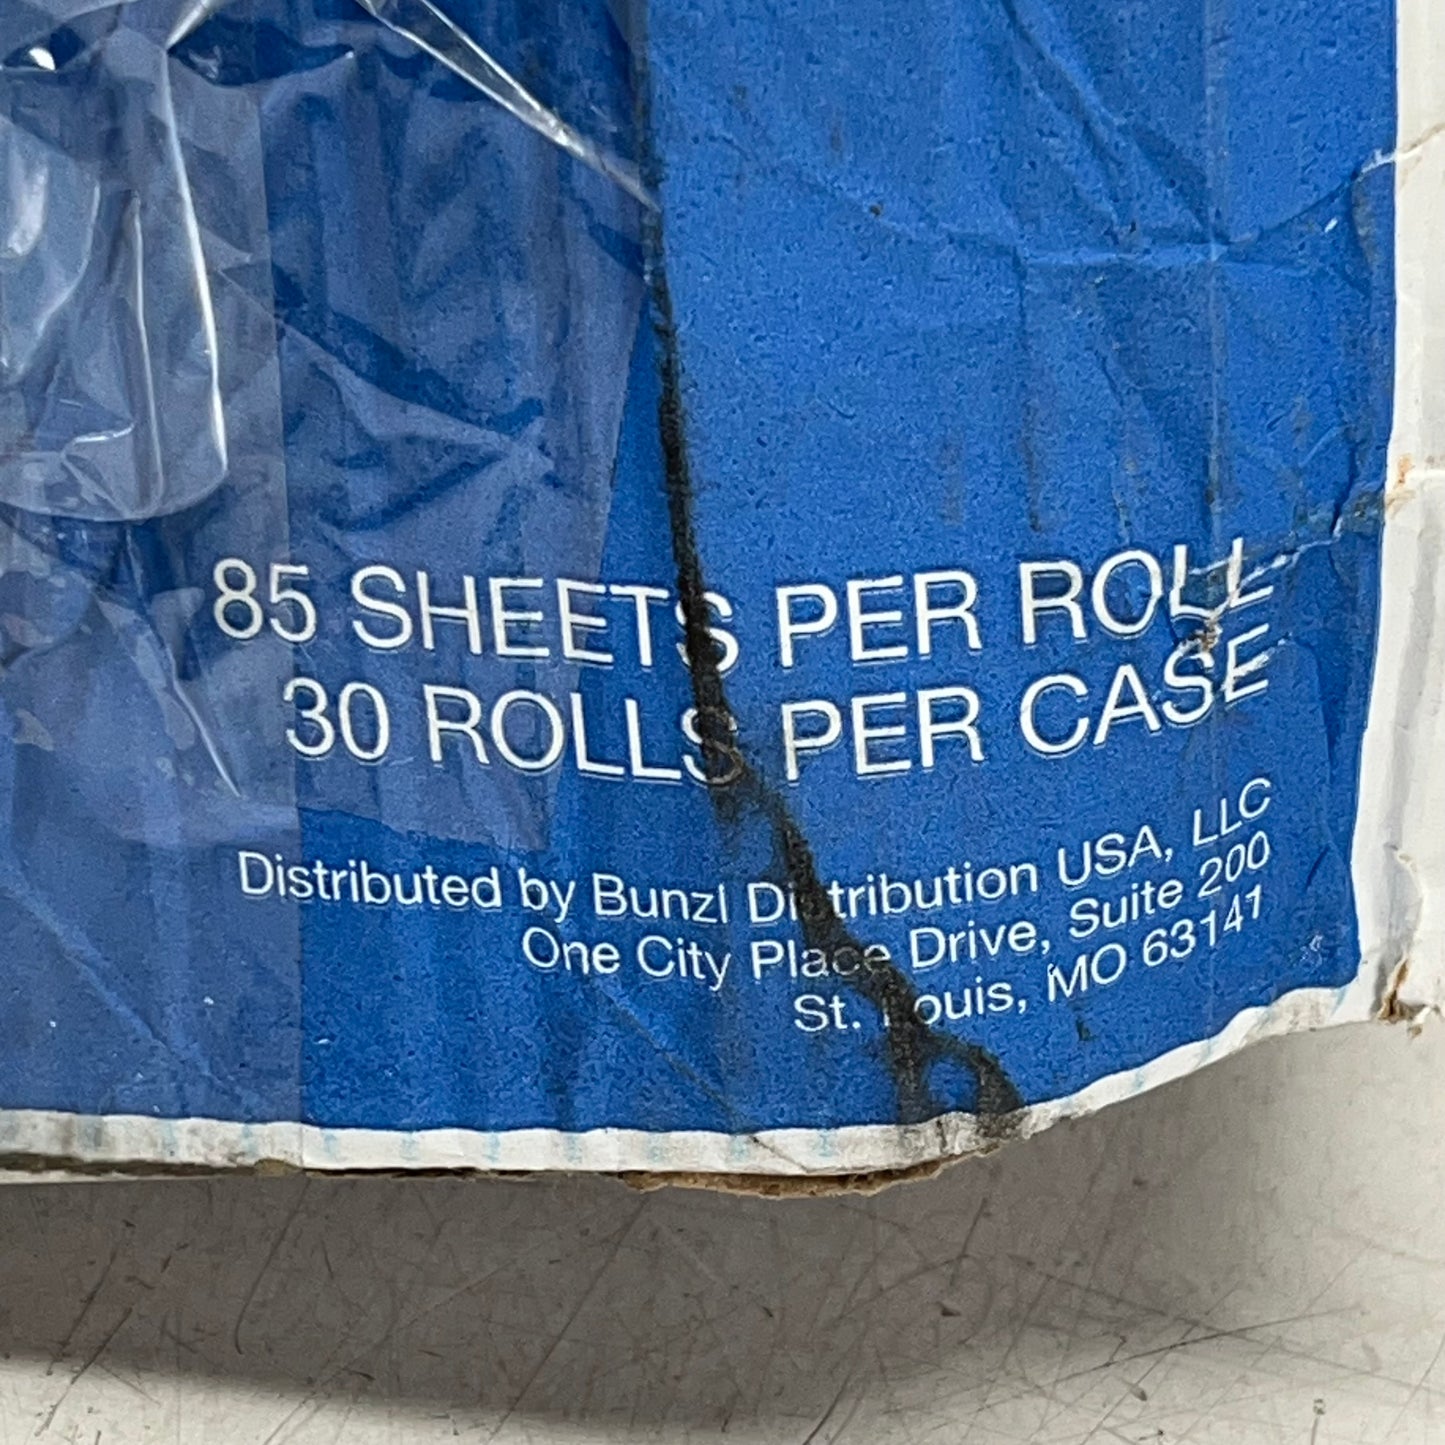 85 SHEETS PER ROLL
30 ROLLS PER CASE
Distributed by Bunzl Distribution USA, LLC
One City Place Drive, Suite 200
St. Louis, MO 63141